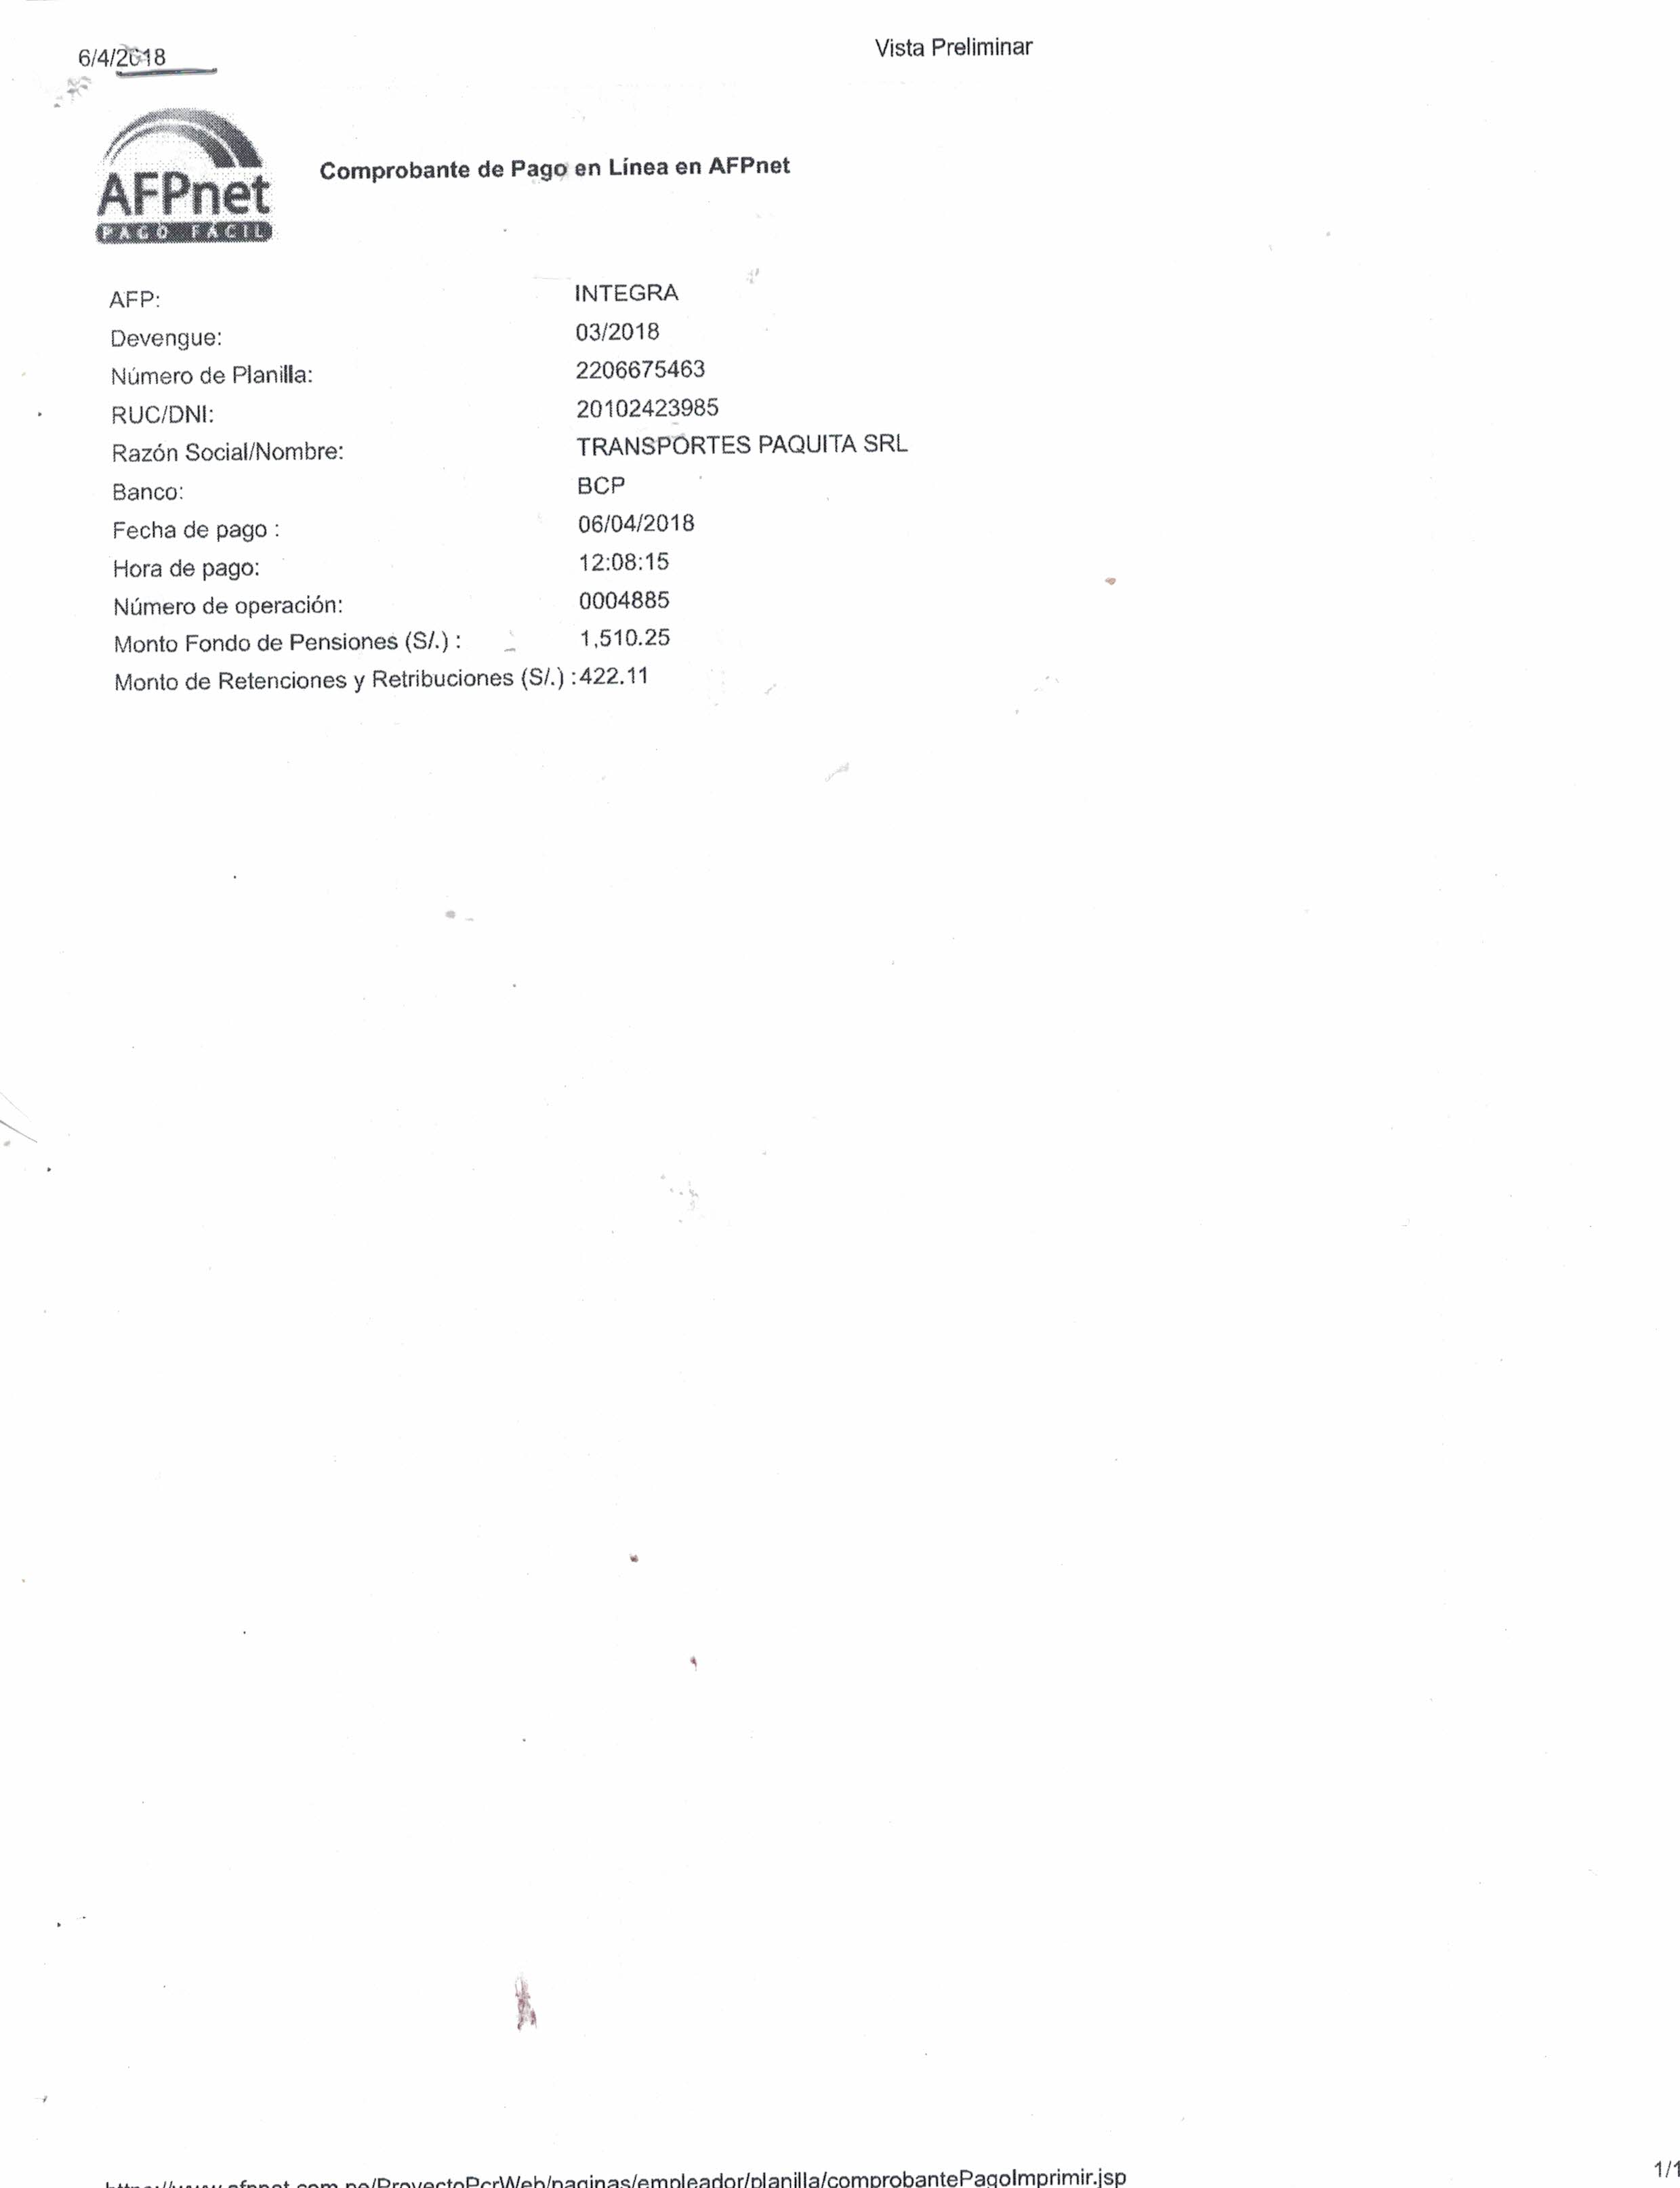 6/4/2018 Vista Preliminar
AFPnet
PAGO FACIL
Comprobante de Pago en Línea en AFPnet
AFP: INTEGRA
Devengue: 03/2018
Número de Planilla: 2206675463
RUC/DNI: 20102423985
Razón Social/Nombre: TRANSPORTES PAQUITA SRL
Banco: BCP
Fecha de pago : 06/04/2018
Hora de pago: 12:08:15
Número de operación: 0004885
Monto Fondo de Pensiones (S/.) : 1,510.25
Monto de Retenciones y Retribuciones (S/.) :422.11
https://www.afpnet.com.pe/ProyectoPcrWeb/paginas/empleador/planilla/comprobantePagoImprimir.jsp 1/1